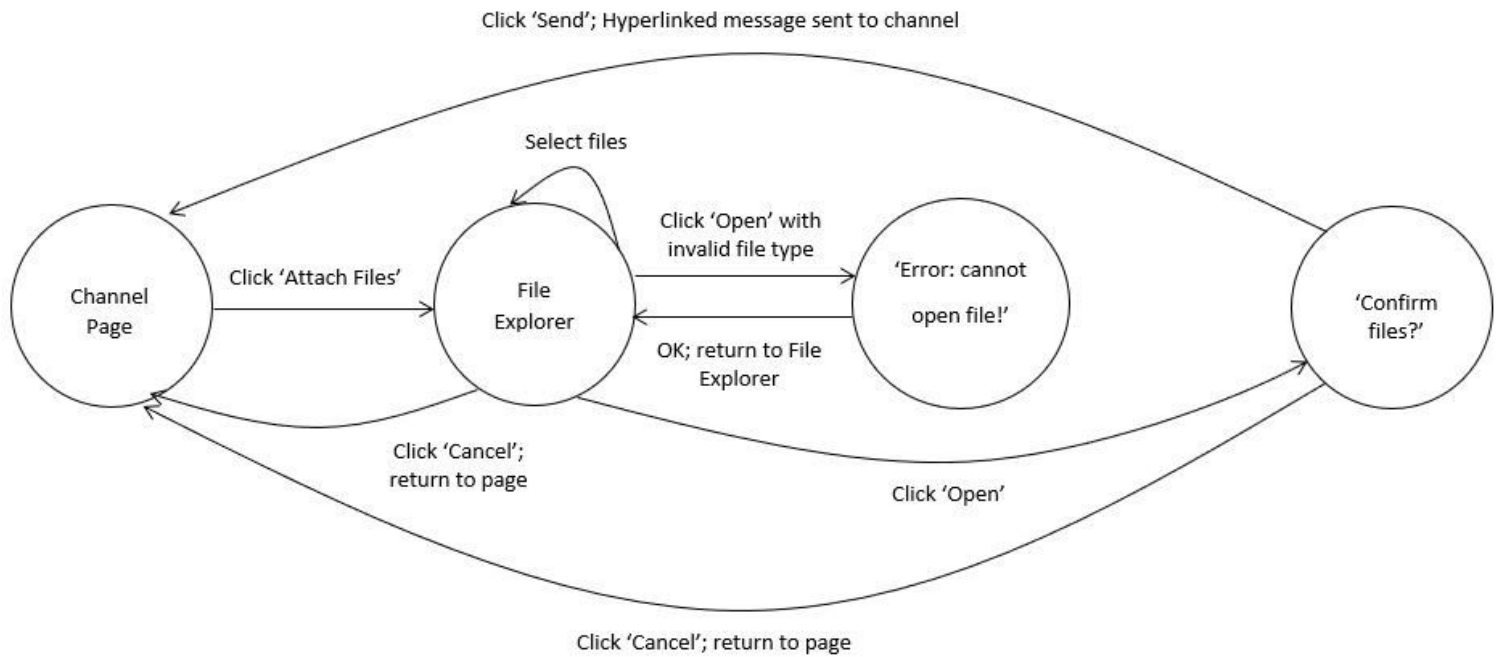 Click ‘Send’; Hyperlinked message sent to channel
Select files
Click ‘Open’ with
invalid file type
Click ‘Attach Files’
Channel
Page
File
Explorer
‘Error: cannot
open file!’
‘Confirm
files?’
OK; return to File
Explorer
Click ‘Cancel’;
return to page
Click ‘Open’
Click ‘Cancel’; return to page